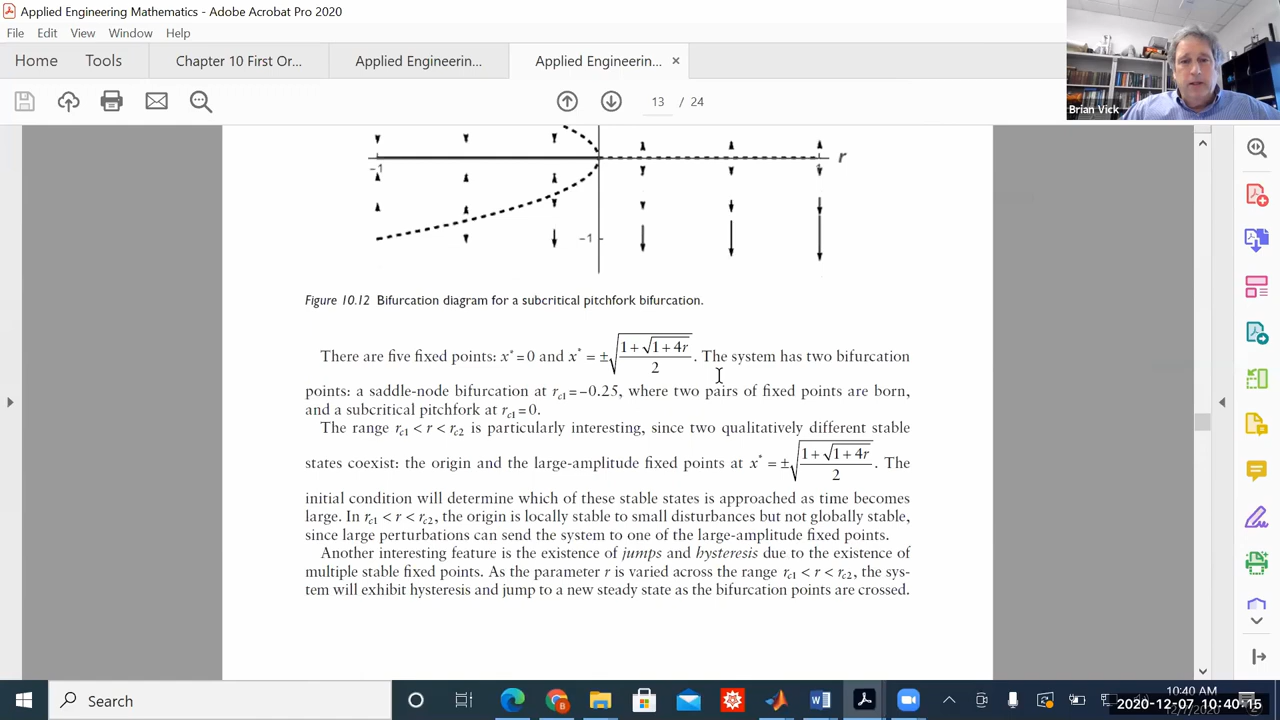 Applied Engineering Mathematics - Adobe Acrobat Pro 2020
File Edit View Window Help
Home Tools Chapter 10 First Or... Applied Engineerin... Applied Engineerin... ×
13 / 24
Brian Vick
r
-1
1
−1
Figure 10.12 Bifurcation diagram for a subcritical pitchfork bifurcation.
There are five fixed points: x* = 0 and x* = ±√((1 + √(1 + 4r))/2). The system has two bifurcation
points: a saddle-node bifurcation at rc1 = −0.25, where two pairs of fixed points are born,
and a subcritical pitchfork at rc1 = 0.
The range rc1 < r < rc2 is particularly interesting, since two qualitatively different stable
states coexist: the origin and the large-amplitude fixed points at x* = ±√((1 + √(1 + 4r))/2). The
initial condition will determine which of these stable states is approached as time becomes
large. In rc1 < r < rc2, the origin is locally stable to small disturbances but not globally stable,
since large perturbations can send the system to one of the large-amplitude fixed points.
Another interesting feature is the existence of jumps and hysteresis due to the existence of
multiple stable fixed points. As the parameter r is varied across the range rc1 < r < rc2, the sys-
tem will exhibit hysteresis and jump to a new steady state as the bifurcation points are crossed.
Search
10:40 AM
2020-12-07 10:40:15